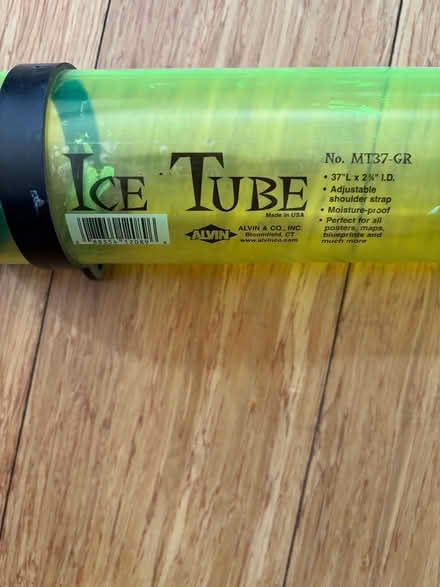 ICE TUBE
Made in USA
ALVIN
ALVIN & CO., INC.
Bloomfield, CT
www.alvinco.com
No. MT37-GR
• 37"L x 2¾" I.D.
• Adjustable
shoulder strap
• Moisture-proof
• Perfect for all
posters, maps,
blueprints and
much more